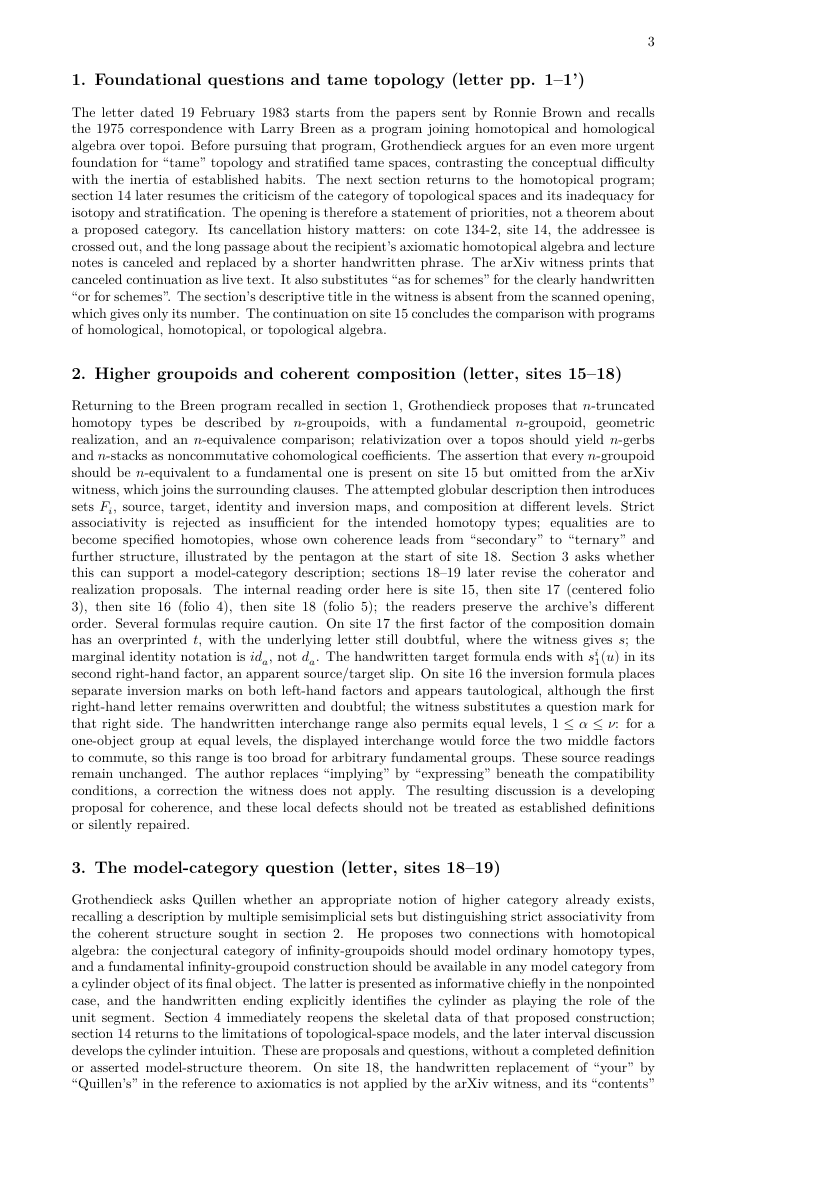 3
1. Foundational questions and tame topology (letter pp. 1–1’)
The letter dated 19 February 1983 starts from the papers sent by Ronnie Brown and recalls
the 1975 correspondence with Larry Breen as a program joining homotopical and homological
algebra over topoi. Before pursuing that program, Grothendieck argues for an even more urgent
foundation for “tame” topology and stratified tame spaces, contrasting the conceptual difficulty
with the inertia of established habits. The next section returns to the homotopical program;
section 14 later resumes the criticism of the category of topological spaces and its inadequacy for
isotopy and stratification. The opening is therefore a statement of priorities, not a theorem about
a proposed category. Its cancellation history matters: on cote 134-2, site 14, the addressee is
crossed out, and the long passage about the recipient’s axiomatic homotopical algebra and lecture
notes is canceled and replaced by a shorter handwritten phrase. The arXiv witness prints that
canceled continuation as live text. It also substitutes “as for schemes” for the clearly handwritten
“or for schemes”. The section’s descriptive title in the witness is absent from the scanned opening,
which gives only its number. The continuation on site 15 concludes the comparison with programs
of homological, homotopical, or topological algebra.
2. Higher groupoids and coherent composition (letter, sites 15–18)
Returning to the Breen program recalled in section 1, Grothendieck proposes that n-truncated
homotopy types be described by n-groupoids, with a fundamental n-groupoid, geometric
realization, and an n-equivalence comparison; relativization over a topos should yield n-gerbs
and n-stacks as noncommutative cohomological coefficients. The assertion that every n-groupoid
should be n-equivalent to a fundamental one is present on site 15 but omitted from the arXiv
witness, which joins the surrounding clauses. The attempted globular description then introduces
sets F_i, source, target, identity and inversion maps, and composition at different levels. Strict
associativity is rejected as insufficient for the intended homotopy types; equalities are to
become specified homotopies, whose own coherence leads from “secondary” to “ternary” and
further structure, illustrated by the pentagon at the start of site 18. Section 3 asks whether
this can support a model-category description; sections 18–19 later revise the coherator and
realization proposals. The internal reading order here is site 15, then site 17 (centered folio
3), then site 16 (folio 4), then site 18 (folio 5); the readers preserve the archive’s different
order. Several formulas require caution. On site 17 the first factor of the composition domain
has an overprinted t, with the underlying letter still doubtful, where the witness gives s; the
marginal identity notation is id_a, not d_a. The handwritten target formula ends with s_1^i(u) in its
second right-hand factor, an apparent source/target slip. On site 16 the inversion formula places
separate inversion marks on both left-hand factors and appears tautological, although the first
right-hand letter remains overwritten and doubtful; the witness substitutes a question mark for
that right side. The handwritten interchange range also permits equal levels, 1 ≤ α ≤ ν: for a
one-object group at equal levels, the displayed interchange would force the two middle factors
to commute, so this range is too broad for arbitrary fundamental groups. These source readings
remain unchanged. The author replaces “implying” by “expressing” beneath the compatibility
conditions, a correction the witness does not apply. The resulting discussion is a developing
proposal for coherence, and these local defects should not be treated as established definitions
or silently repaired.
3. The model-category question (letter, sites 18–19)
Grothendieck asks Quillen whether an appropriate notion of higher category already exists,
recalling a description by multiple semisimplicial sets but distinguishing strict associativity from
the coherent structure sought in section 2. He proposes two connections with homotopical
algebra: the conjectural category of infinity-groupoids should model ordinary homotopy types,
and a fundamental infinity-groupoid construction should be available in any model category from
a cylinder object of its final object. The latter is presented as informative chiefly in the nonpointed
case, and the handwritten ending explicitly identifies the cylinder as playing the role of the
unit segment. Section 4 immediately reopens the skeletal data of that proposed construction;
section 14 returns to the limitations of topological-space models, and the later interval discussion
develops the cylinder intuition. These are proposals and questions, without a completed definition
or asserted model-structure theorem. On site 18, the handwritten replacement of “your” by
“Quillen’s” in the reference to axiomatics is not applied by the arXiv witness, and its “contents”